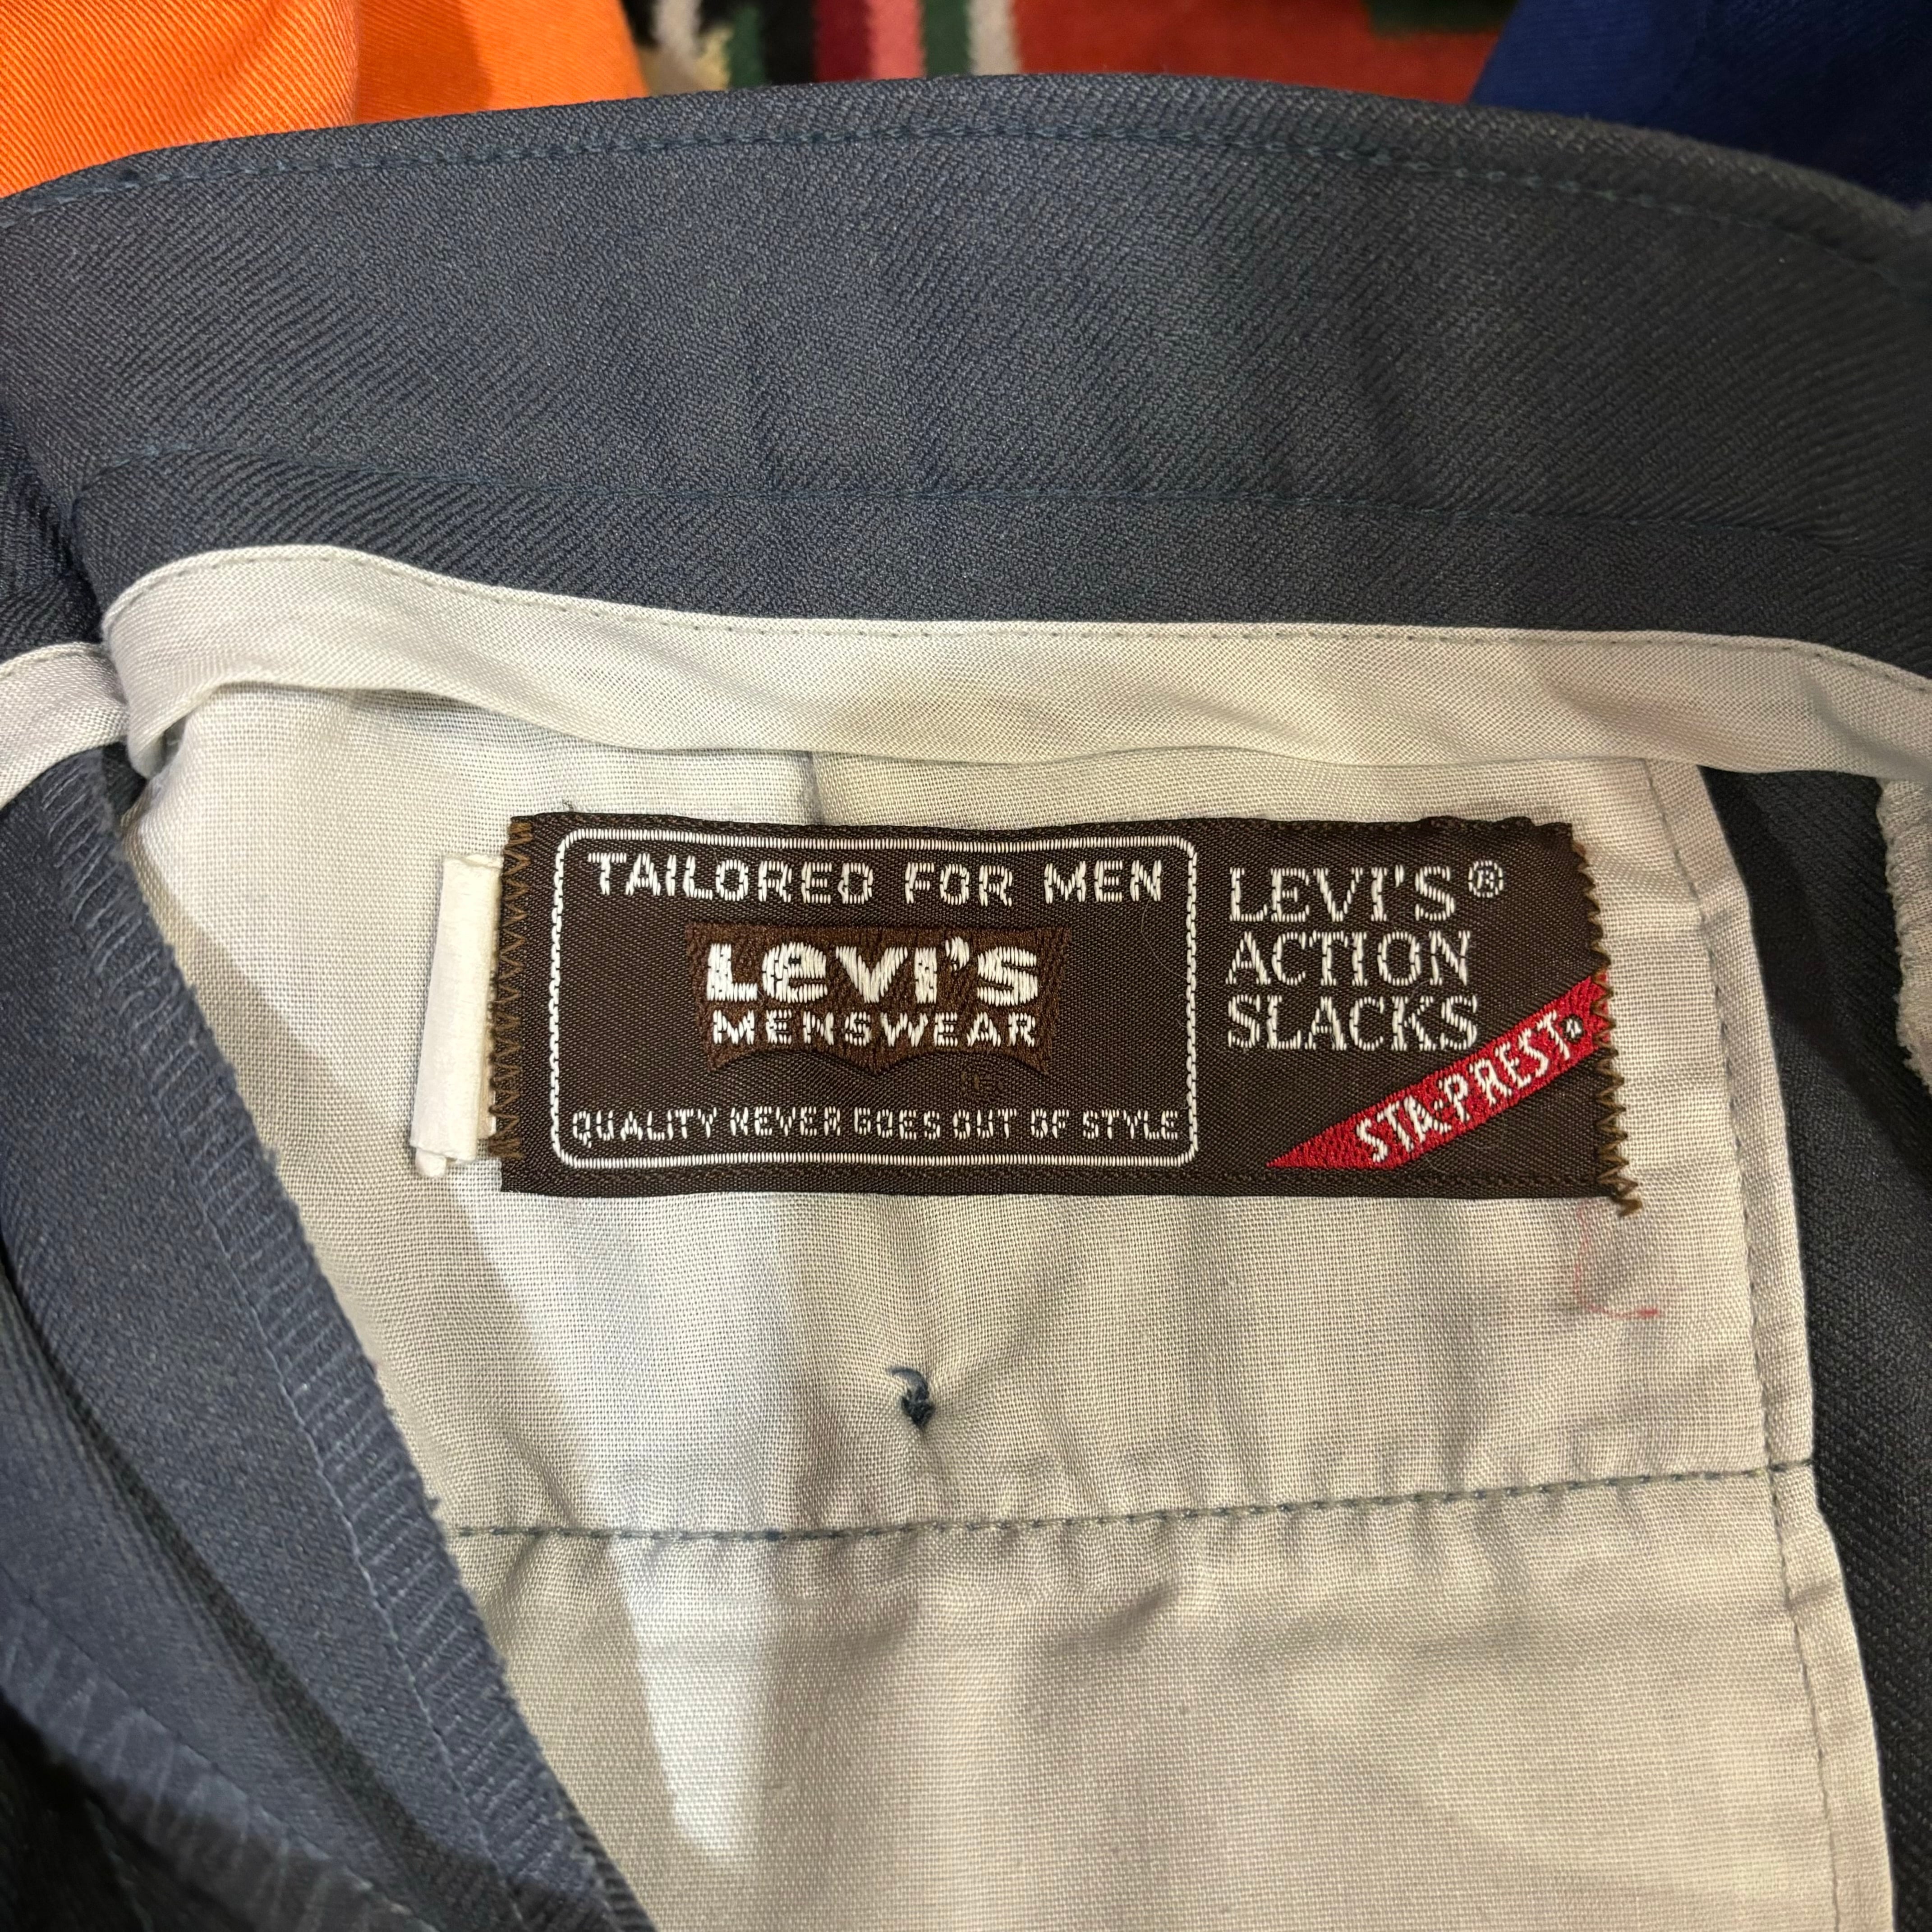 TAILORED FOR MEN
Levi's
MENSWEAR
QUALITY NEVER GOES OUT OF STYLE
LEVI'S®
ACTION
SLACKS
STA-PREST®